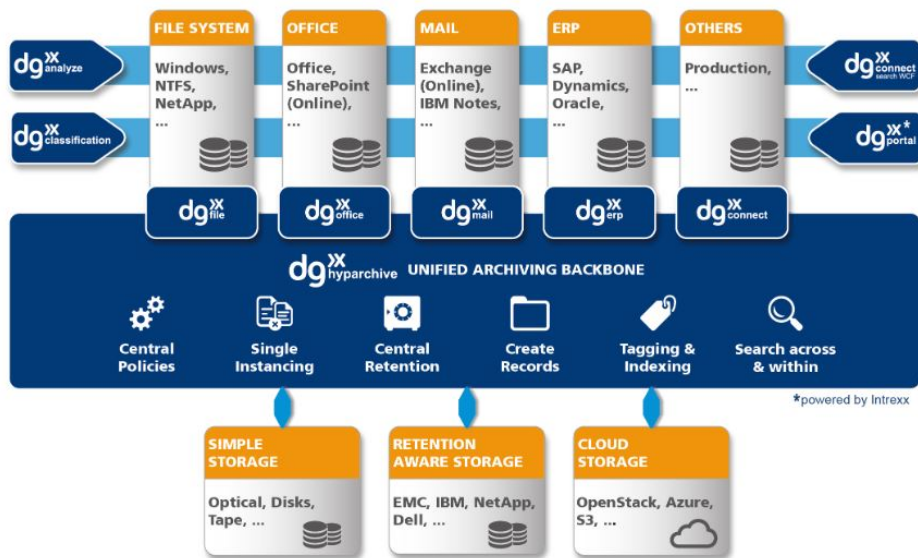 FILE SYSTEM
OFFICE
MAIL
ERP
OTHERS
dg xx analyze
Windows,
NTFS,
NetApp,
...
Office,
SharePoint
(Online),
...
Exchange
(Online),
IBM Notes,
...
SAP,
Dynamics,
Oracle,
...
Production,
...
dg xx connect
search WCF
dg xx classification
dg xx portal*
dg xx file
dg xx office
dg xx mail
dg xx erp
dg xx connect
dg xx hyparchive UNIFIED ARCHIVING BACKBONE
Central
Policies
Single
Instancing
Central
Retention
Create
Records
Tagging &
Indexing
Search across
& within
*powered by Intrexx
SIMPLE
STORAGE
Optical, Disks,
Tape, ...
RETENTION
AWARE STORAGE
EMC, IBM, NetApp,
Dell, ...
CLOUD
STORAGE
OpenStack, Azure,
S3, ...